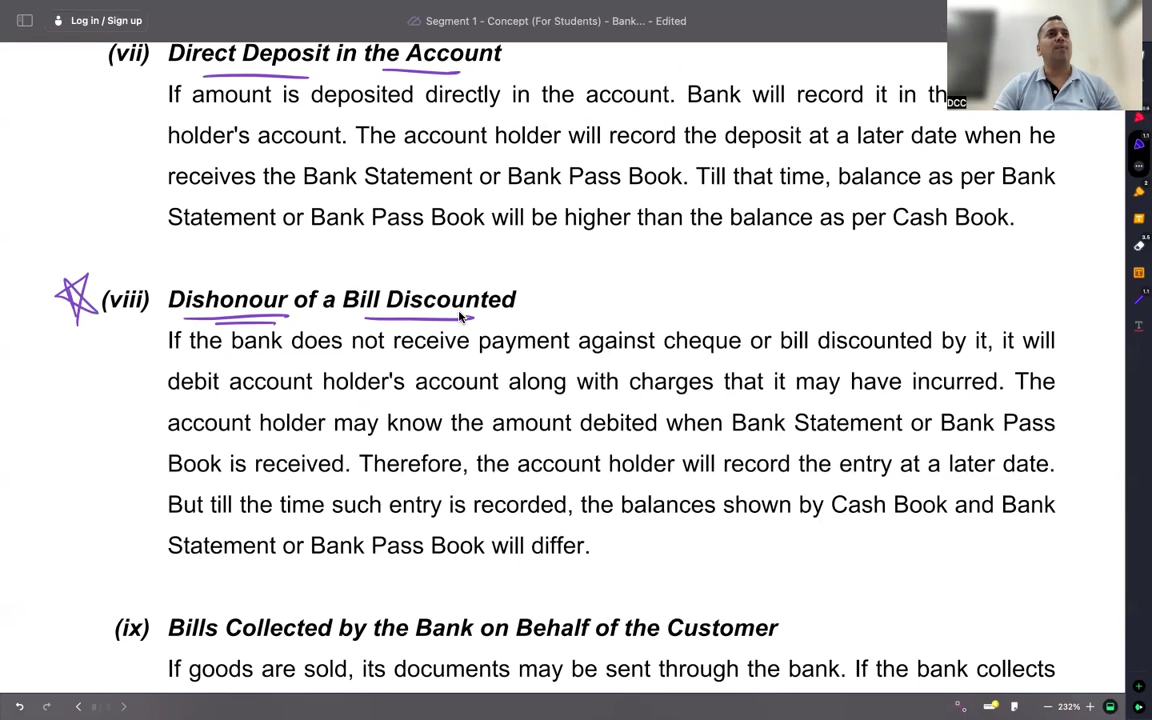 Log in / Sign up
Segment 1 - Concept (For Students) - Bank... - Edited
(vii) Direct Deposit in the Account
If amount is deposited directly in the account. Bank will record it in th
holder's account. The account holder will record the deposit at a later date when he
receives the Bank Statement or Bank Pass Book. Till that time, balance as per Bank
Statement or Bank Pass Book will be higher than the balance as per Cash Book.
(viii) Dishonour of a Bill Discounted
If the bank does not receive payment against cheque or bill discounted by it, it will
debit account holder's account along with charges that it may have incurred. The
account holder may know the amount debited when Bank Statement or Bank Pass
Book is received. Therefore, the account holder will record the entry at a later date.
But till the time such entry is recorded, the balances shown by Cash Book and Bank
Statement or Bank Pass Book will differ.
(ix) Bills Collected by the Bank on Behalf of the Customer
If goods are sold, its documents may be sent through the bank. If the bank collects
DCC
232%